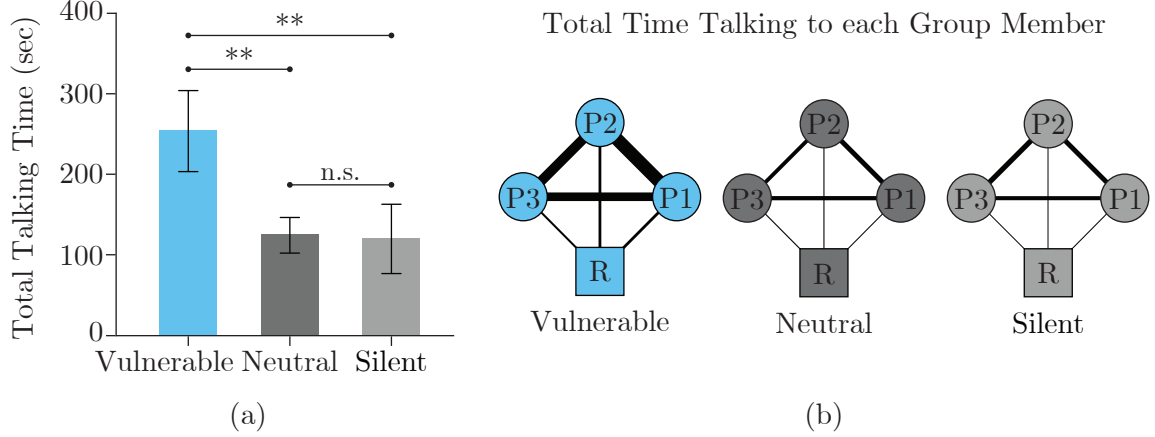 Total Talking Time (sec)
400
300
200
100
0
**
**
n.s.
Vulnerable Neutral Silent
(a)
Total Time Talking to each Group Member
P2
P3 P1
R
Vulnerable
P2
P3 P1
R
Neutral
P2
P3 P1
R
Silent
(b)